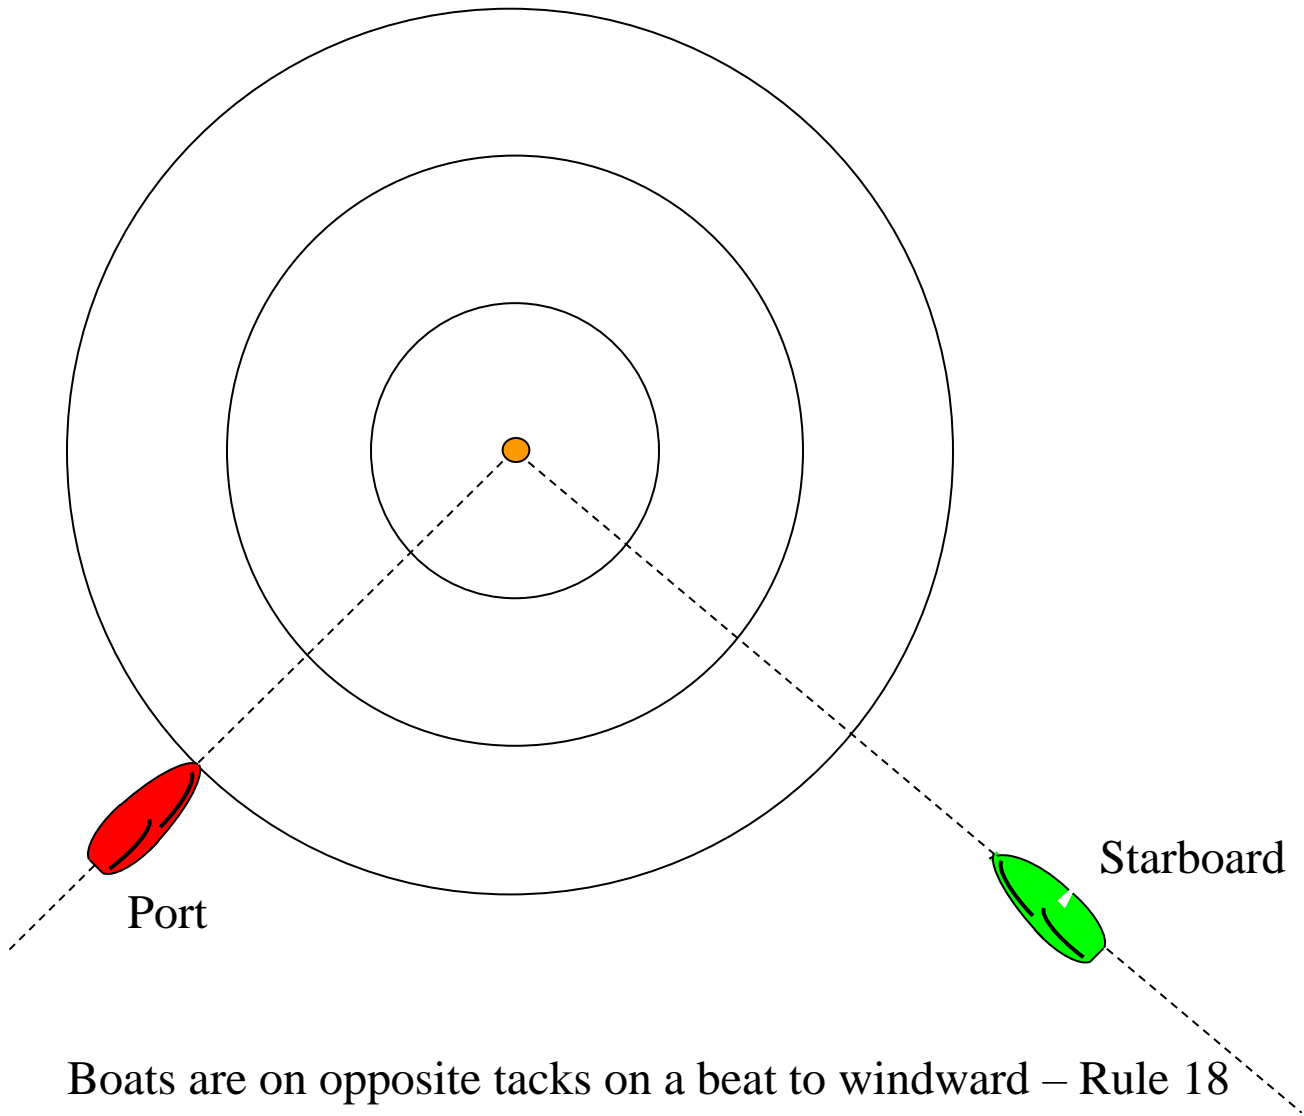 Starboard
Port
Boats are on opposite tacks on a beat to windward – Rule 18